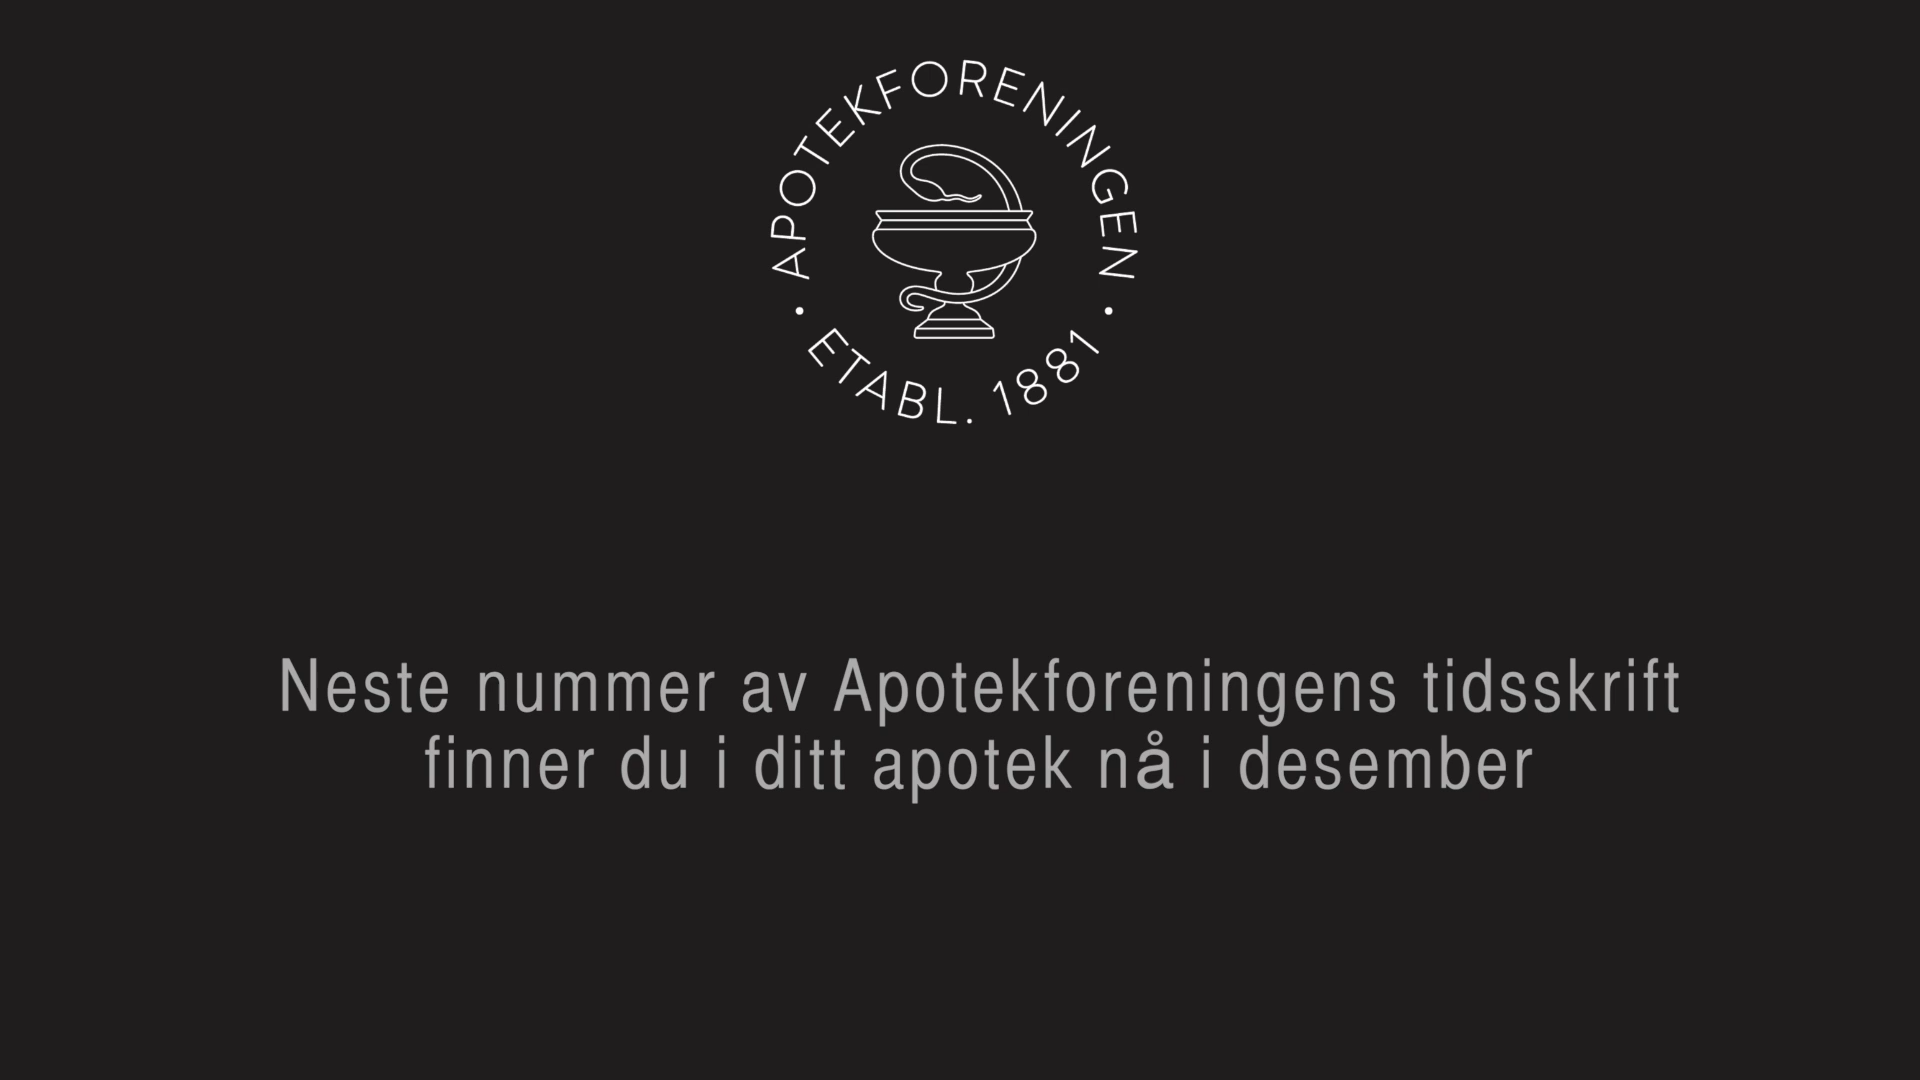 APOTEKFORENINGEN
• ETABL. 1881 •
Neste nummer av Apotekforeningens tidsskrift
finner du i ditt apotek nå i desember